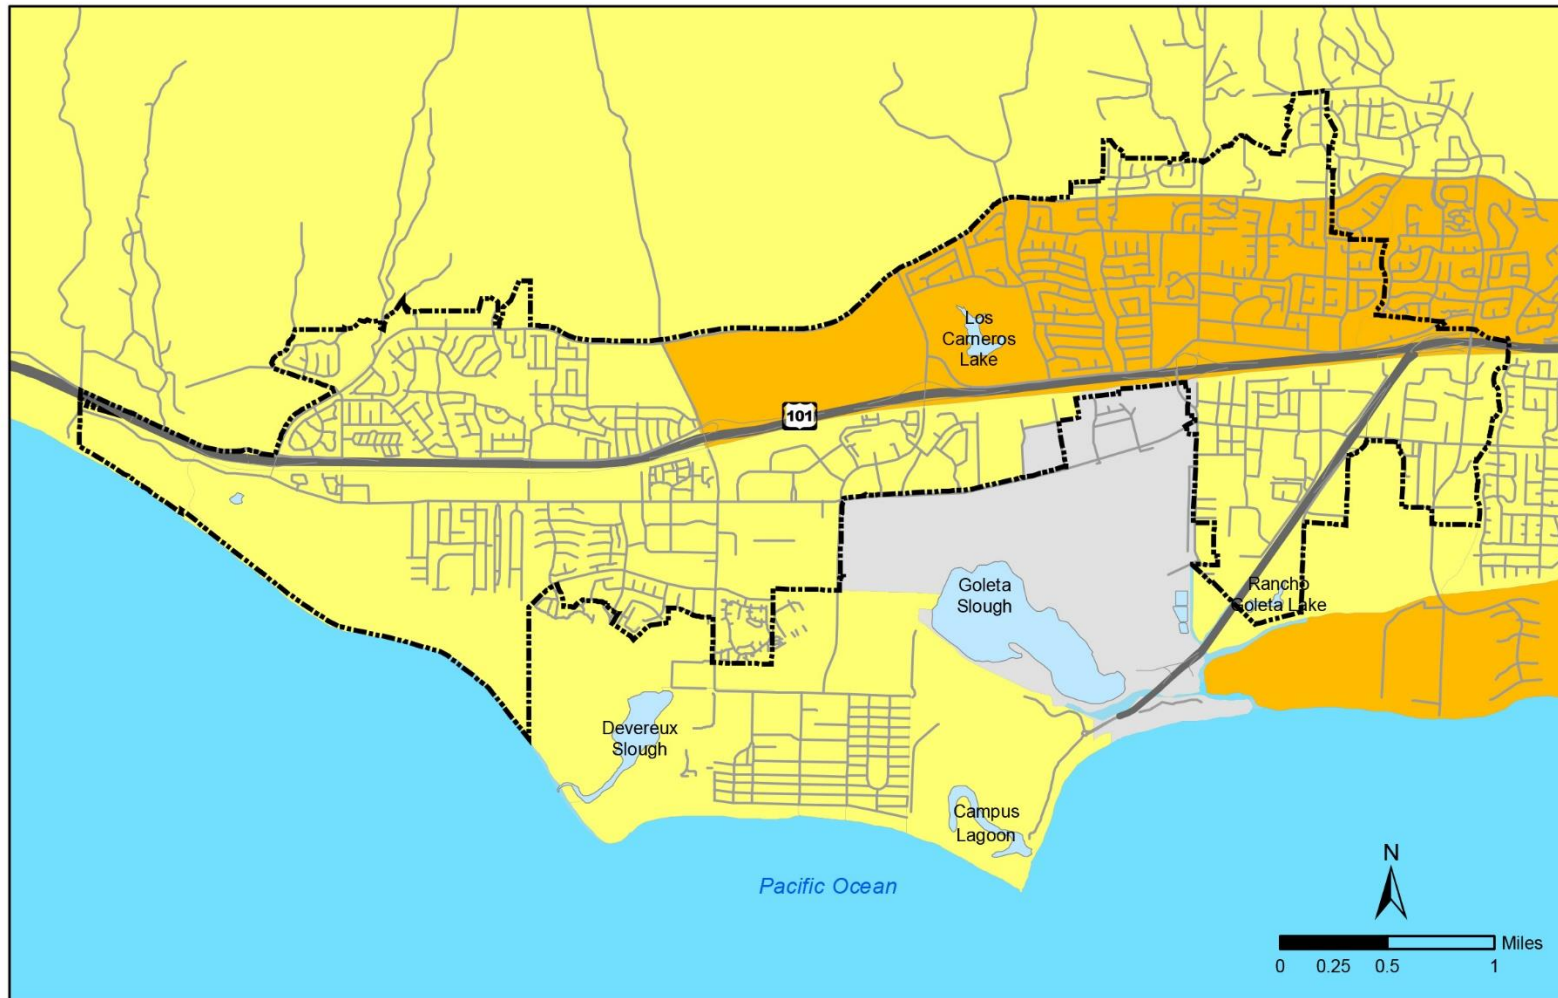 Los
Carneros
Lake
101
Goleta
Slough
Rancho
Goleta Lake
Devereux
Slough
Campus
Lagoon
Pacific Ocean
N
Miles
0 0.25 0.5 1